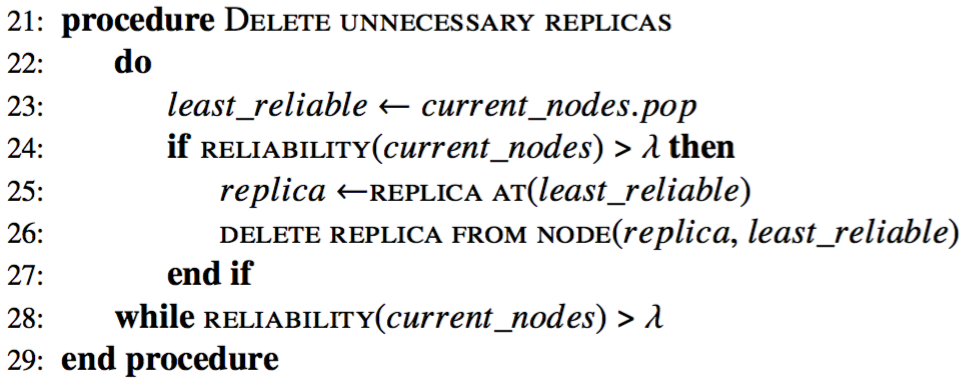 21: procedure DELETE UNNECESSARY REPLICAS
22: do
23: least_reliable ← current_nodes.pop
24: if RELIABILITY(current_nodes) > λ then
25: replica ←REPLICA AT(least_reliable)
26: DELETE REPLICA FROM NODE(replica, least_reliable)
27: end if
28: while RELIABILITY(current_nodes) > λ
29: end procedure